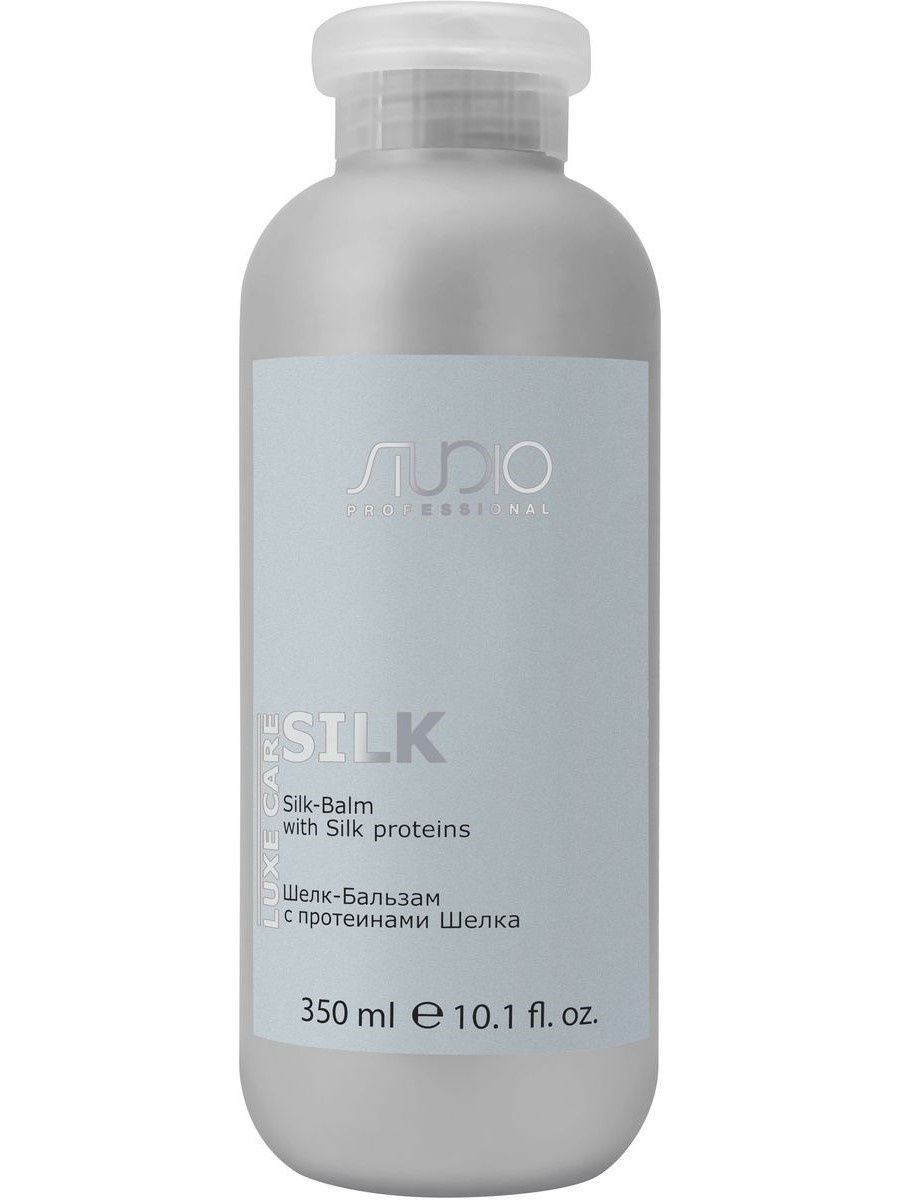 STUDIO
PROFESSIONAL
LUXE CARE
SILK
Silk-Balm
with Silk proteins
Шелк-Бальзам
с протеинами Шелка
350 ml ℮ 10.1 fl. oz.